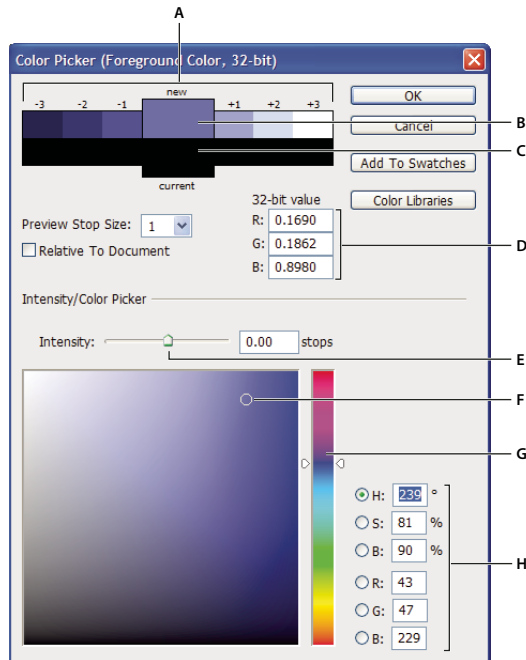 A
Color Picker (Foreground Color, 32-bit)
new
-3 -2 -1 +1 +2 +3
OK
B
Cancel
C
Add To Swatches
current
32-bit value
Color Libraries
Preview Stop Size: 1
R: 0.1690
Relative To Document
G: 0.1862
D
B: 0.8980
Intensity/Color Picker
Intensity: 0.00 stops
E
F
G
H: 239 °
S: 81 %
B: 90 %
H
R: 43
G: 47
B: 229